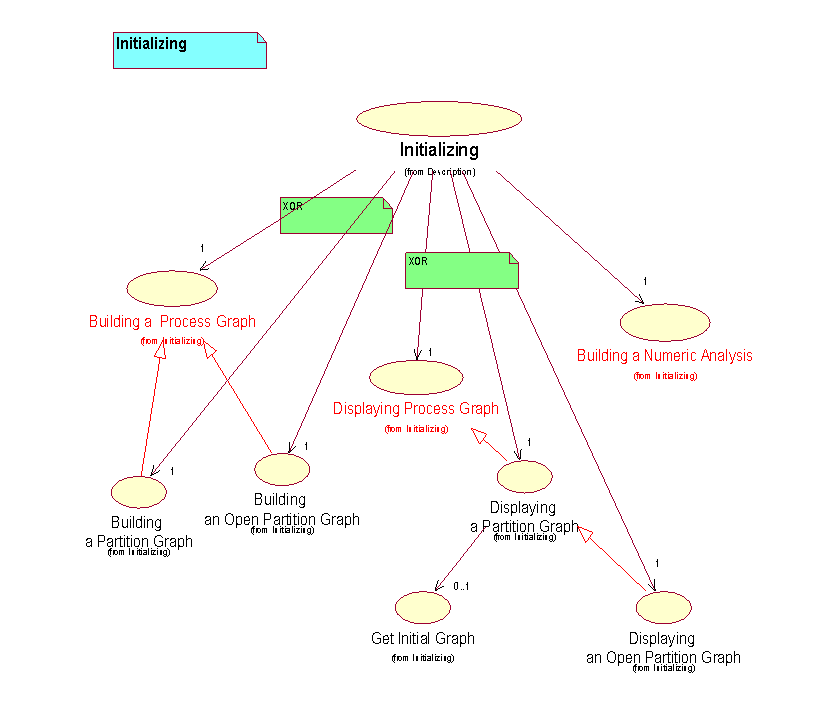 Initializing
Initializing
(from Description)
XOR
1
XOR
1
Building a Process Graph
(from Initializing)
1
Building a Numeric Analysis
(from Initializing)
1
Displaying Process Graph
(from Initializing)
1
1
1
Building
a Partition Graph
(from Initializing)
Building
an Open Partition Graph
(from Initializing)
Displaying
a Partition Graph
(from Initializing)
1
0..1
Get Initial Graph
(from Initializing)
Displaying
an Open Partition Graph
(from Initializing)